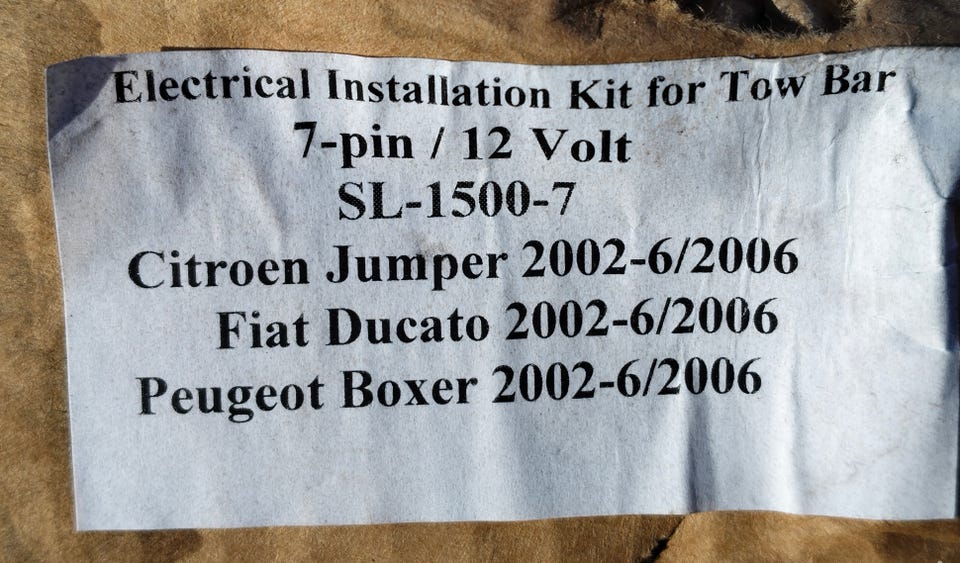 Electrical Installation Kit for Tow Bar
7-pin / 12 Volt
SL-1500-7
Citroen Jumper 2002-6/2006
Fiat Ducato 2002-6/2006
Peugeot Boxer 2002-6/2006